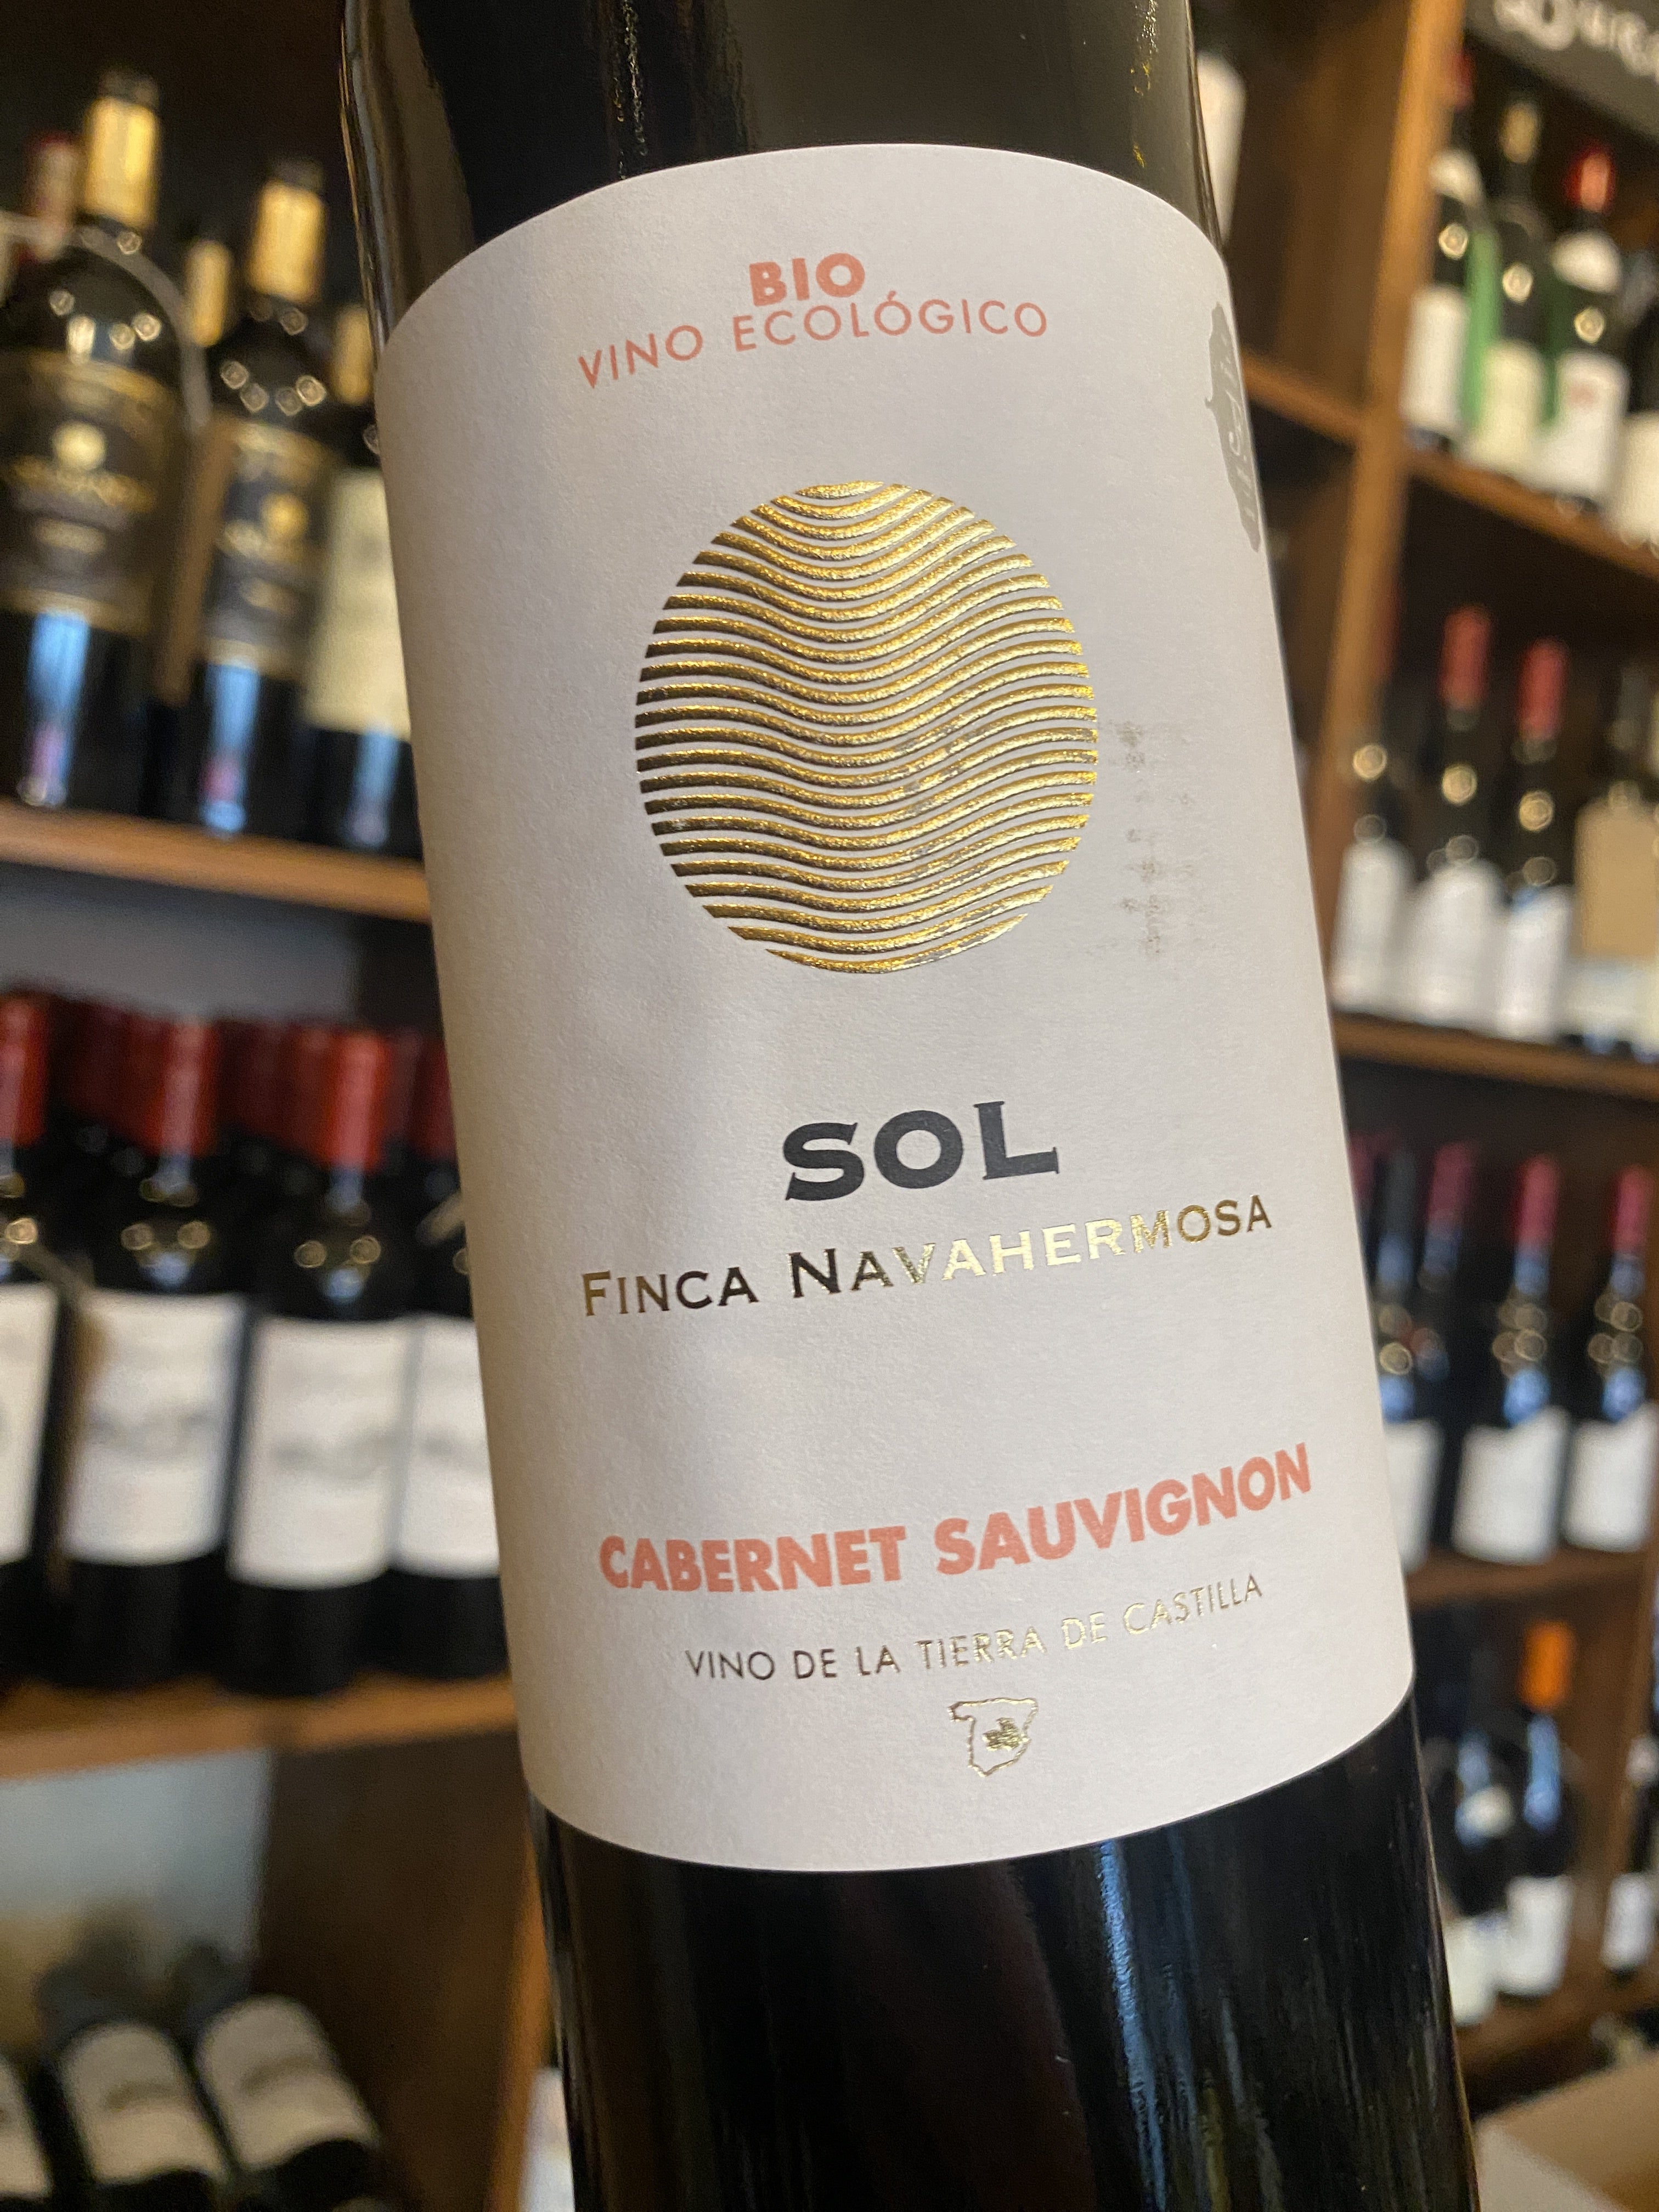 BIO
VINO ECOLÓGICO
SOL
FINCA NAVAHERMOSA
CABERNET SAUVIGNON
VINO DE LA TIERRA DE CASTILLA